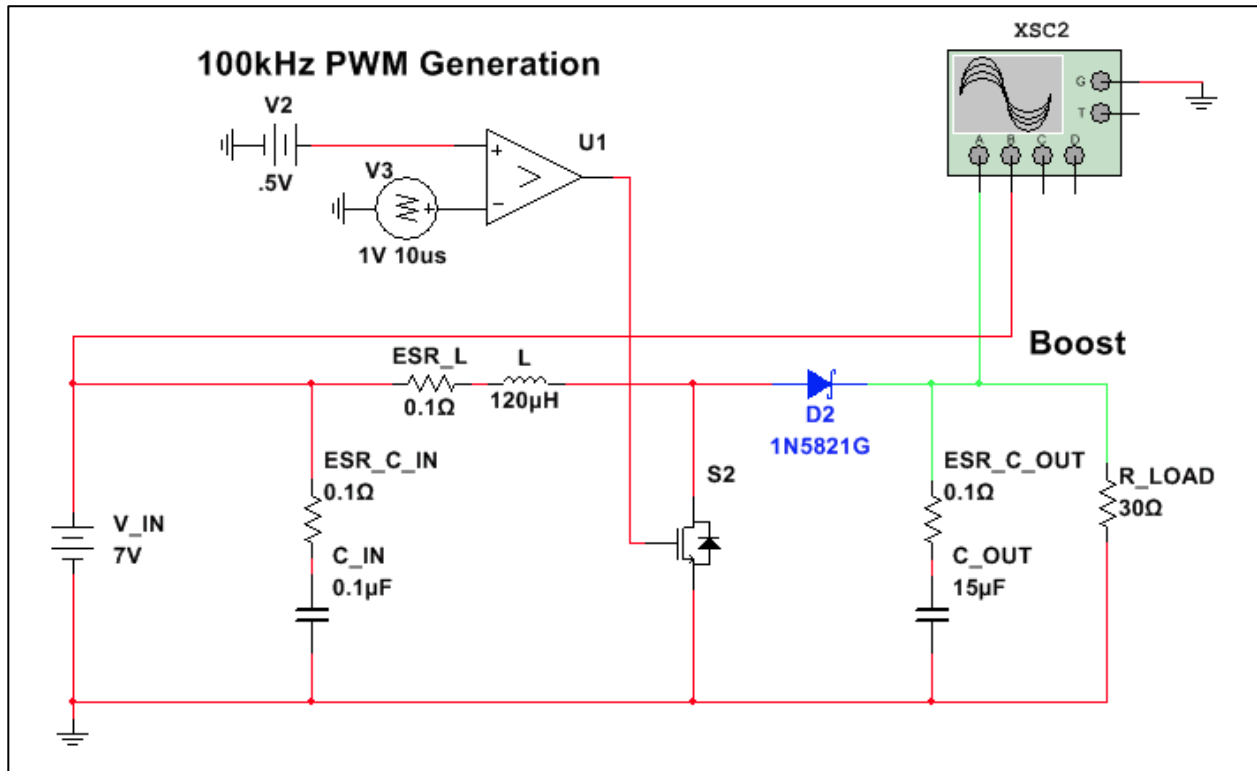 XSC2
100kHz PWM Generation
G
T
A B C D
V2
.5V
U1
+
−
V3
+
1V 10us
Boost
ESR_L
0.1Ω
L
120µH
D2
1N5821G
ESR_C_IN
0.1Ω
C_IN
0.1µF
S2
ESR_C_OUT
0.1Ω
C_OUT
15µF
R_LOAD
30Ω
V_IN
7V